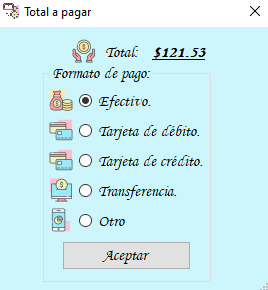 Total a pagar
Total: $121.53
Formato de pago:
Efectivo.
Tarjeta de débito.
Tarjeta de crédito.
Transferencia.
Otro
Aceptar